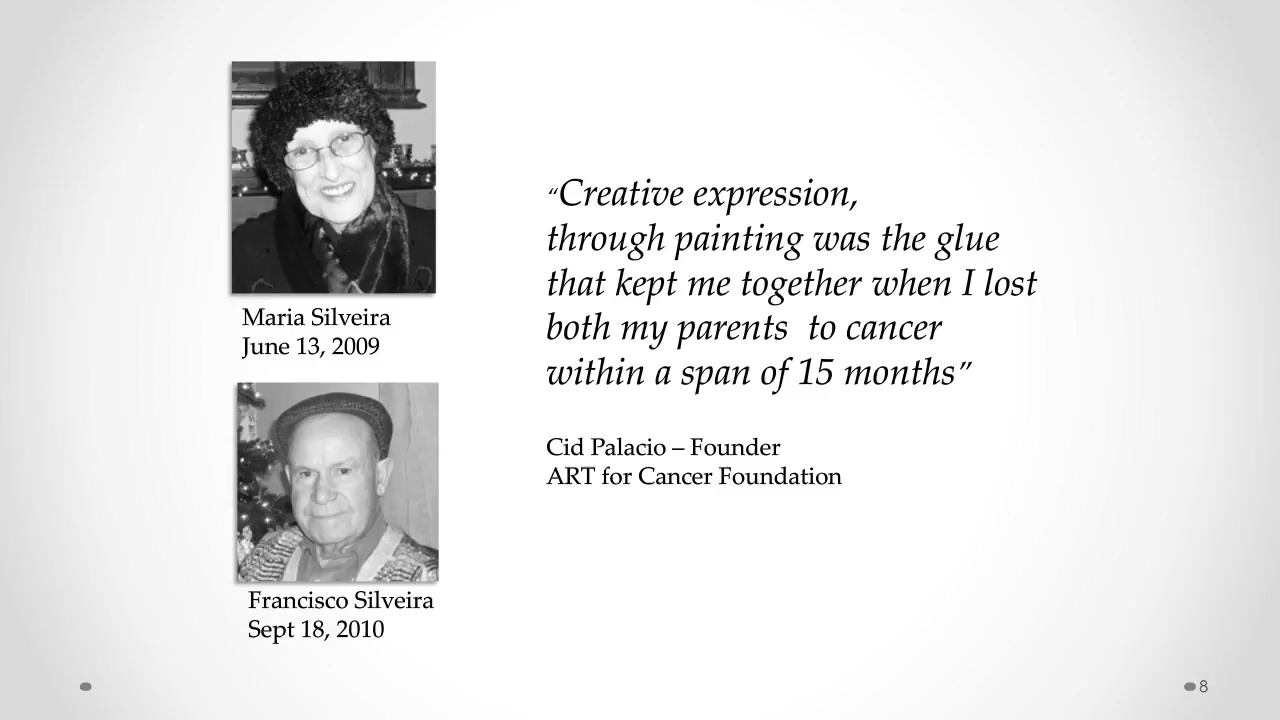 Maria Silveira
June 13, 2009
Francisco Silveira
Sept 18, 2010
“Creative expression,
through painting was the glue
that kept me together when I lost
both my parents  to cancer
within a span of 15 months”
Cid Palacio – Founder
ART for Cancer Foundation
8